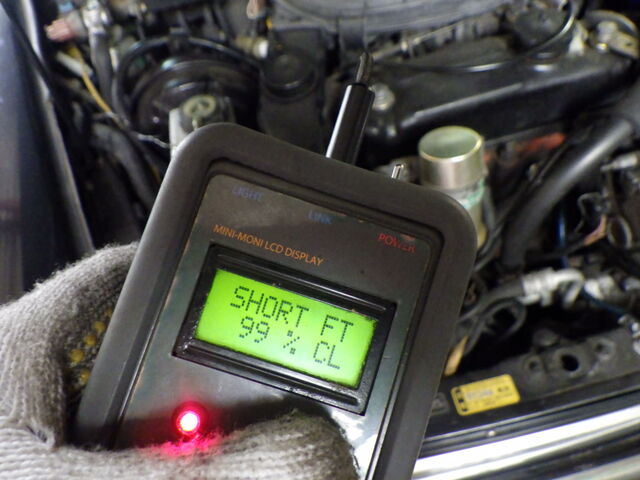 LIGHT
LINK
POWER
MINI-MONI LCD DISPLAY
SHORT FT
99 % CL